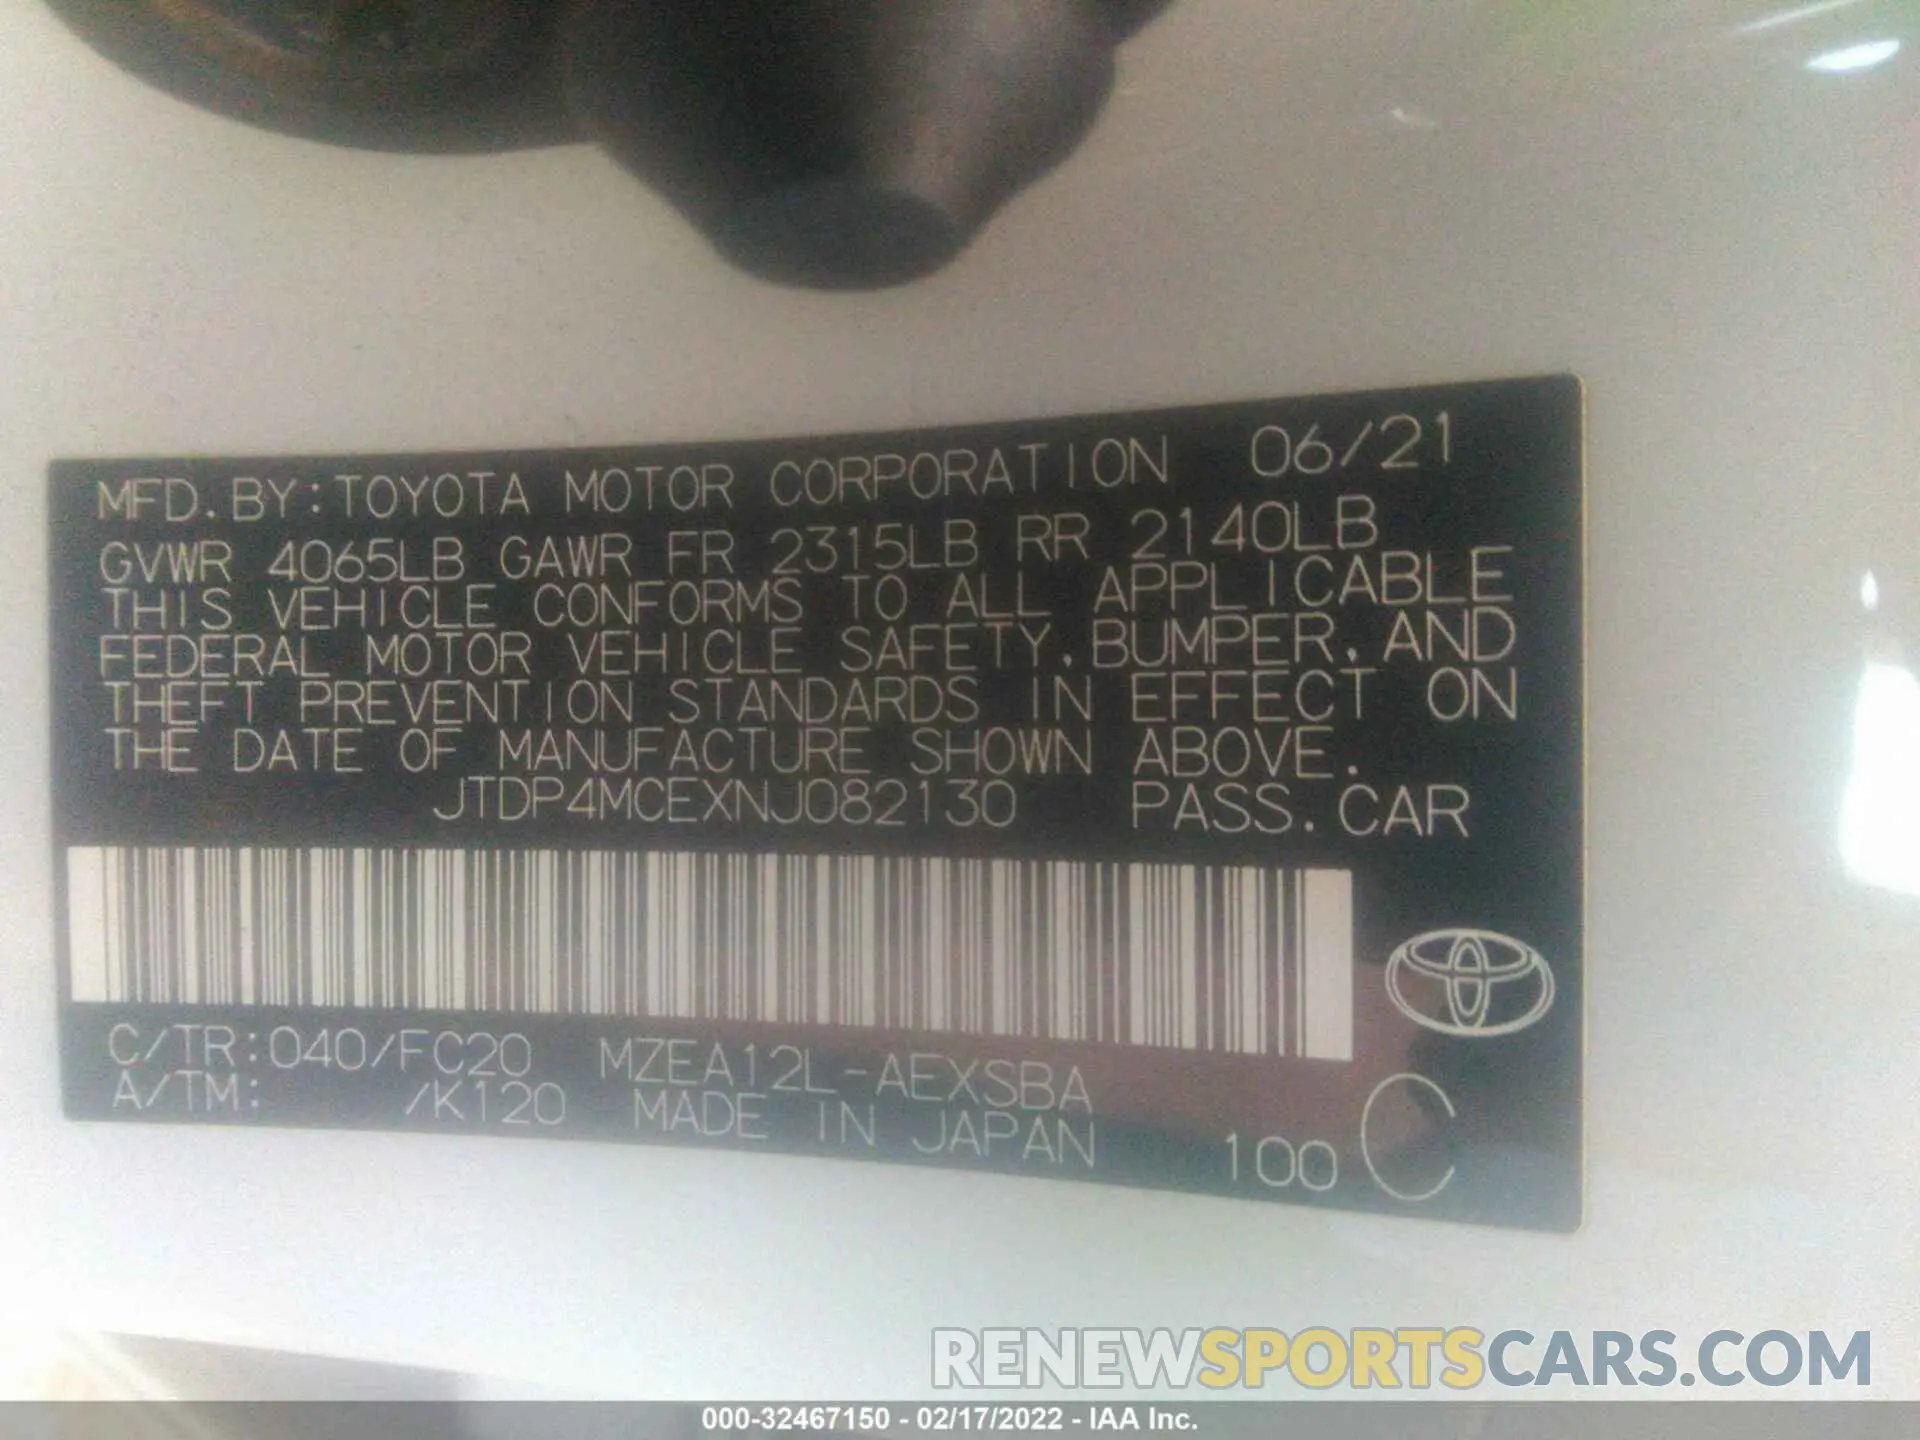 MFD.BY:TOYOTA MOTOR CORPORATION 06/21
GVWR 4065LB GAWR FR 2315LB RR 2140LB
THIS VEHICLE CONFORMS TO ALL APPLICABLE
FEDERAL MOTOR VEHICLE SAFETY,BUMPER,AND
THEFT PREVENTION STANDARDS IN EFFECT ON
THE DATE OF MANUFACTURE SHOWN ABOVE.
JTDP4MCEXNJ082130 PASS.CAR
C/TR:040/FC20 MZEA12L-AEXSBA
A/TM: /K120 MADE IN JAPAN 100 C
RENEWSPORTSCARS.COM
000-32467150 - 02/17/2022 - IAA Inc.